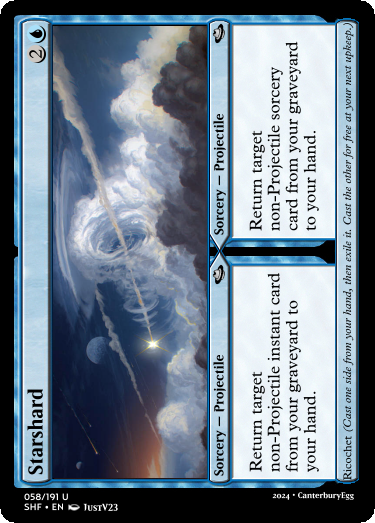 Starshard
2
Sorcery — Projectile
Return target
non-Projectile instant card
from your graveyard to
your hand.
Sorcery — Projectile
Return target
non-Projectile sorcery
card from your graveyard
to your hand.
Ricochet (Cast one side from your hand, then exile it. Cast the other for free at your next upkeep.)
058/191 U
SHF • EN JustV23
2024 • CanterburyEgg